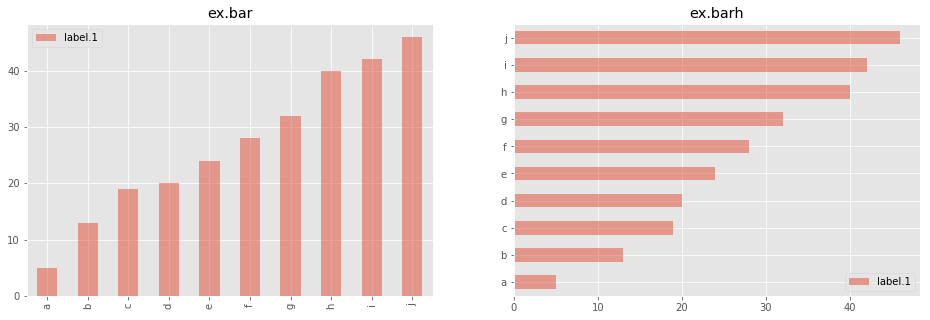 ex.bar
label.1
40
30
20
10
0
a b c d e f g h i j
ex.barh
j
i
h
g
f
e
d
c
b
a
label.1
0 10 20 30 40